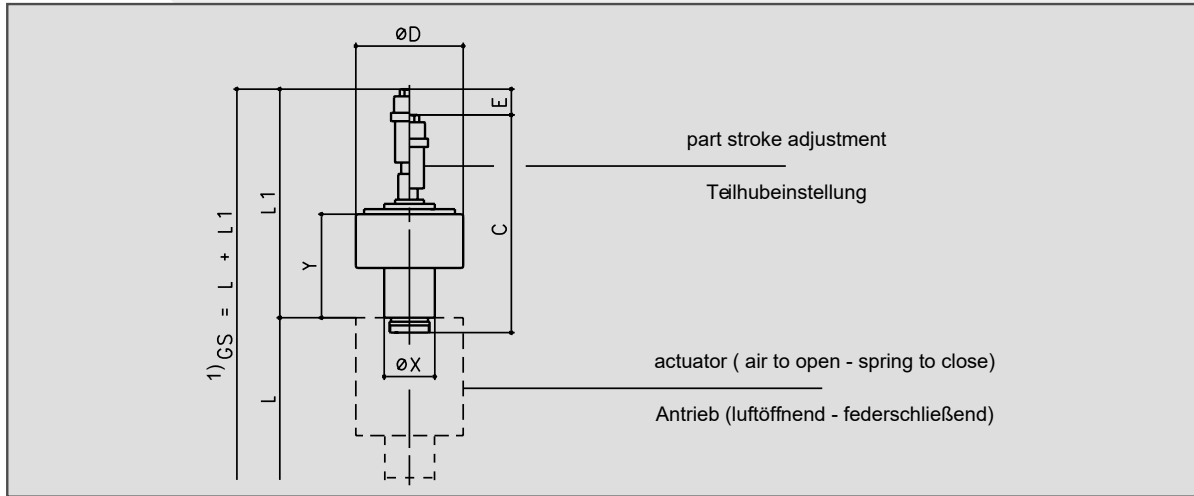 ØD
E
part stroke adjustment
Teilhubeinstellung
L1
C
Y
1) GS = L + L1
ØX
actuator ( air to open - spring to close)
L
Antrieb (luftöffnend - federschließend)